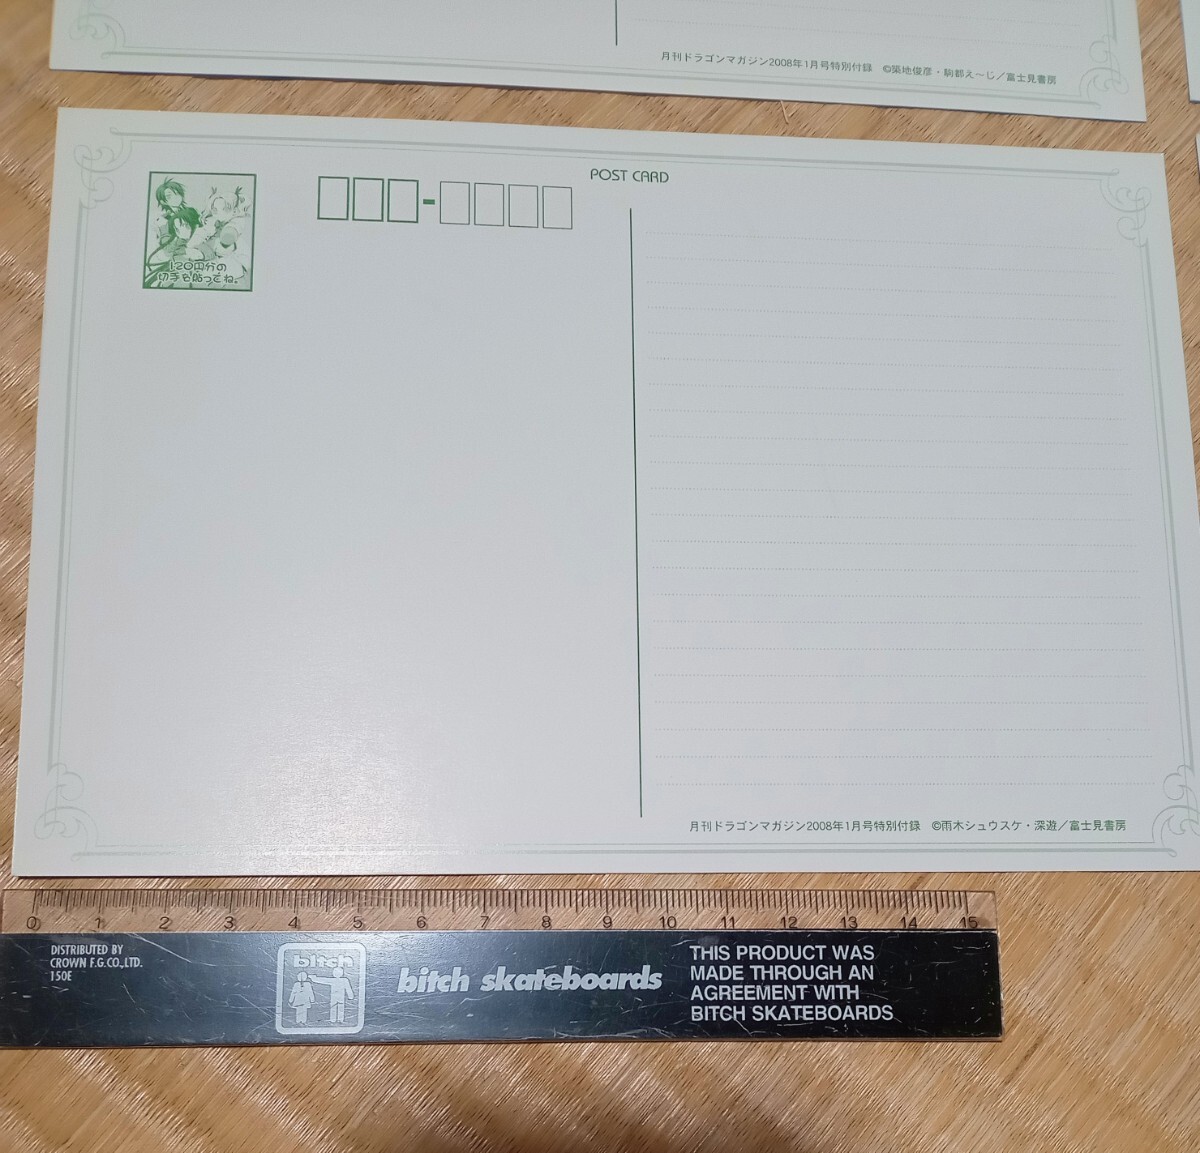 月刊ドラゴンマガジン2008年1月号特別付録　©築地俊彦・駒都え〜じ／富士見書房
POST CARD
120円分の
切手を貼ってね。
月刊ドラゴンマガジン2008年1月号特別付録　©雨木シュウスケ・深遊／富士見書房
0 1 2 3 4 5 6 7 8 9 10 11 12 13 14 15
DISTRIBUTED BY
CROWN F.G.CO.,LTD.
150E
bitch
bitch skateboards
THIS PRODUCT WAS
MADE THROUGH AN
AGREEMENT WITH
BITCH SKATEBOARDS